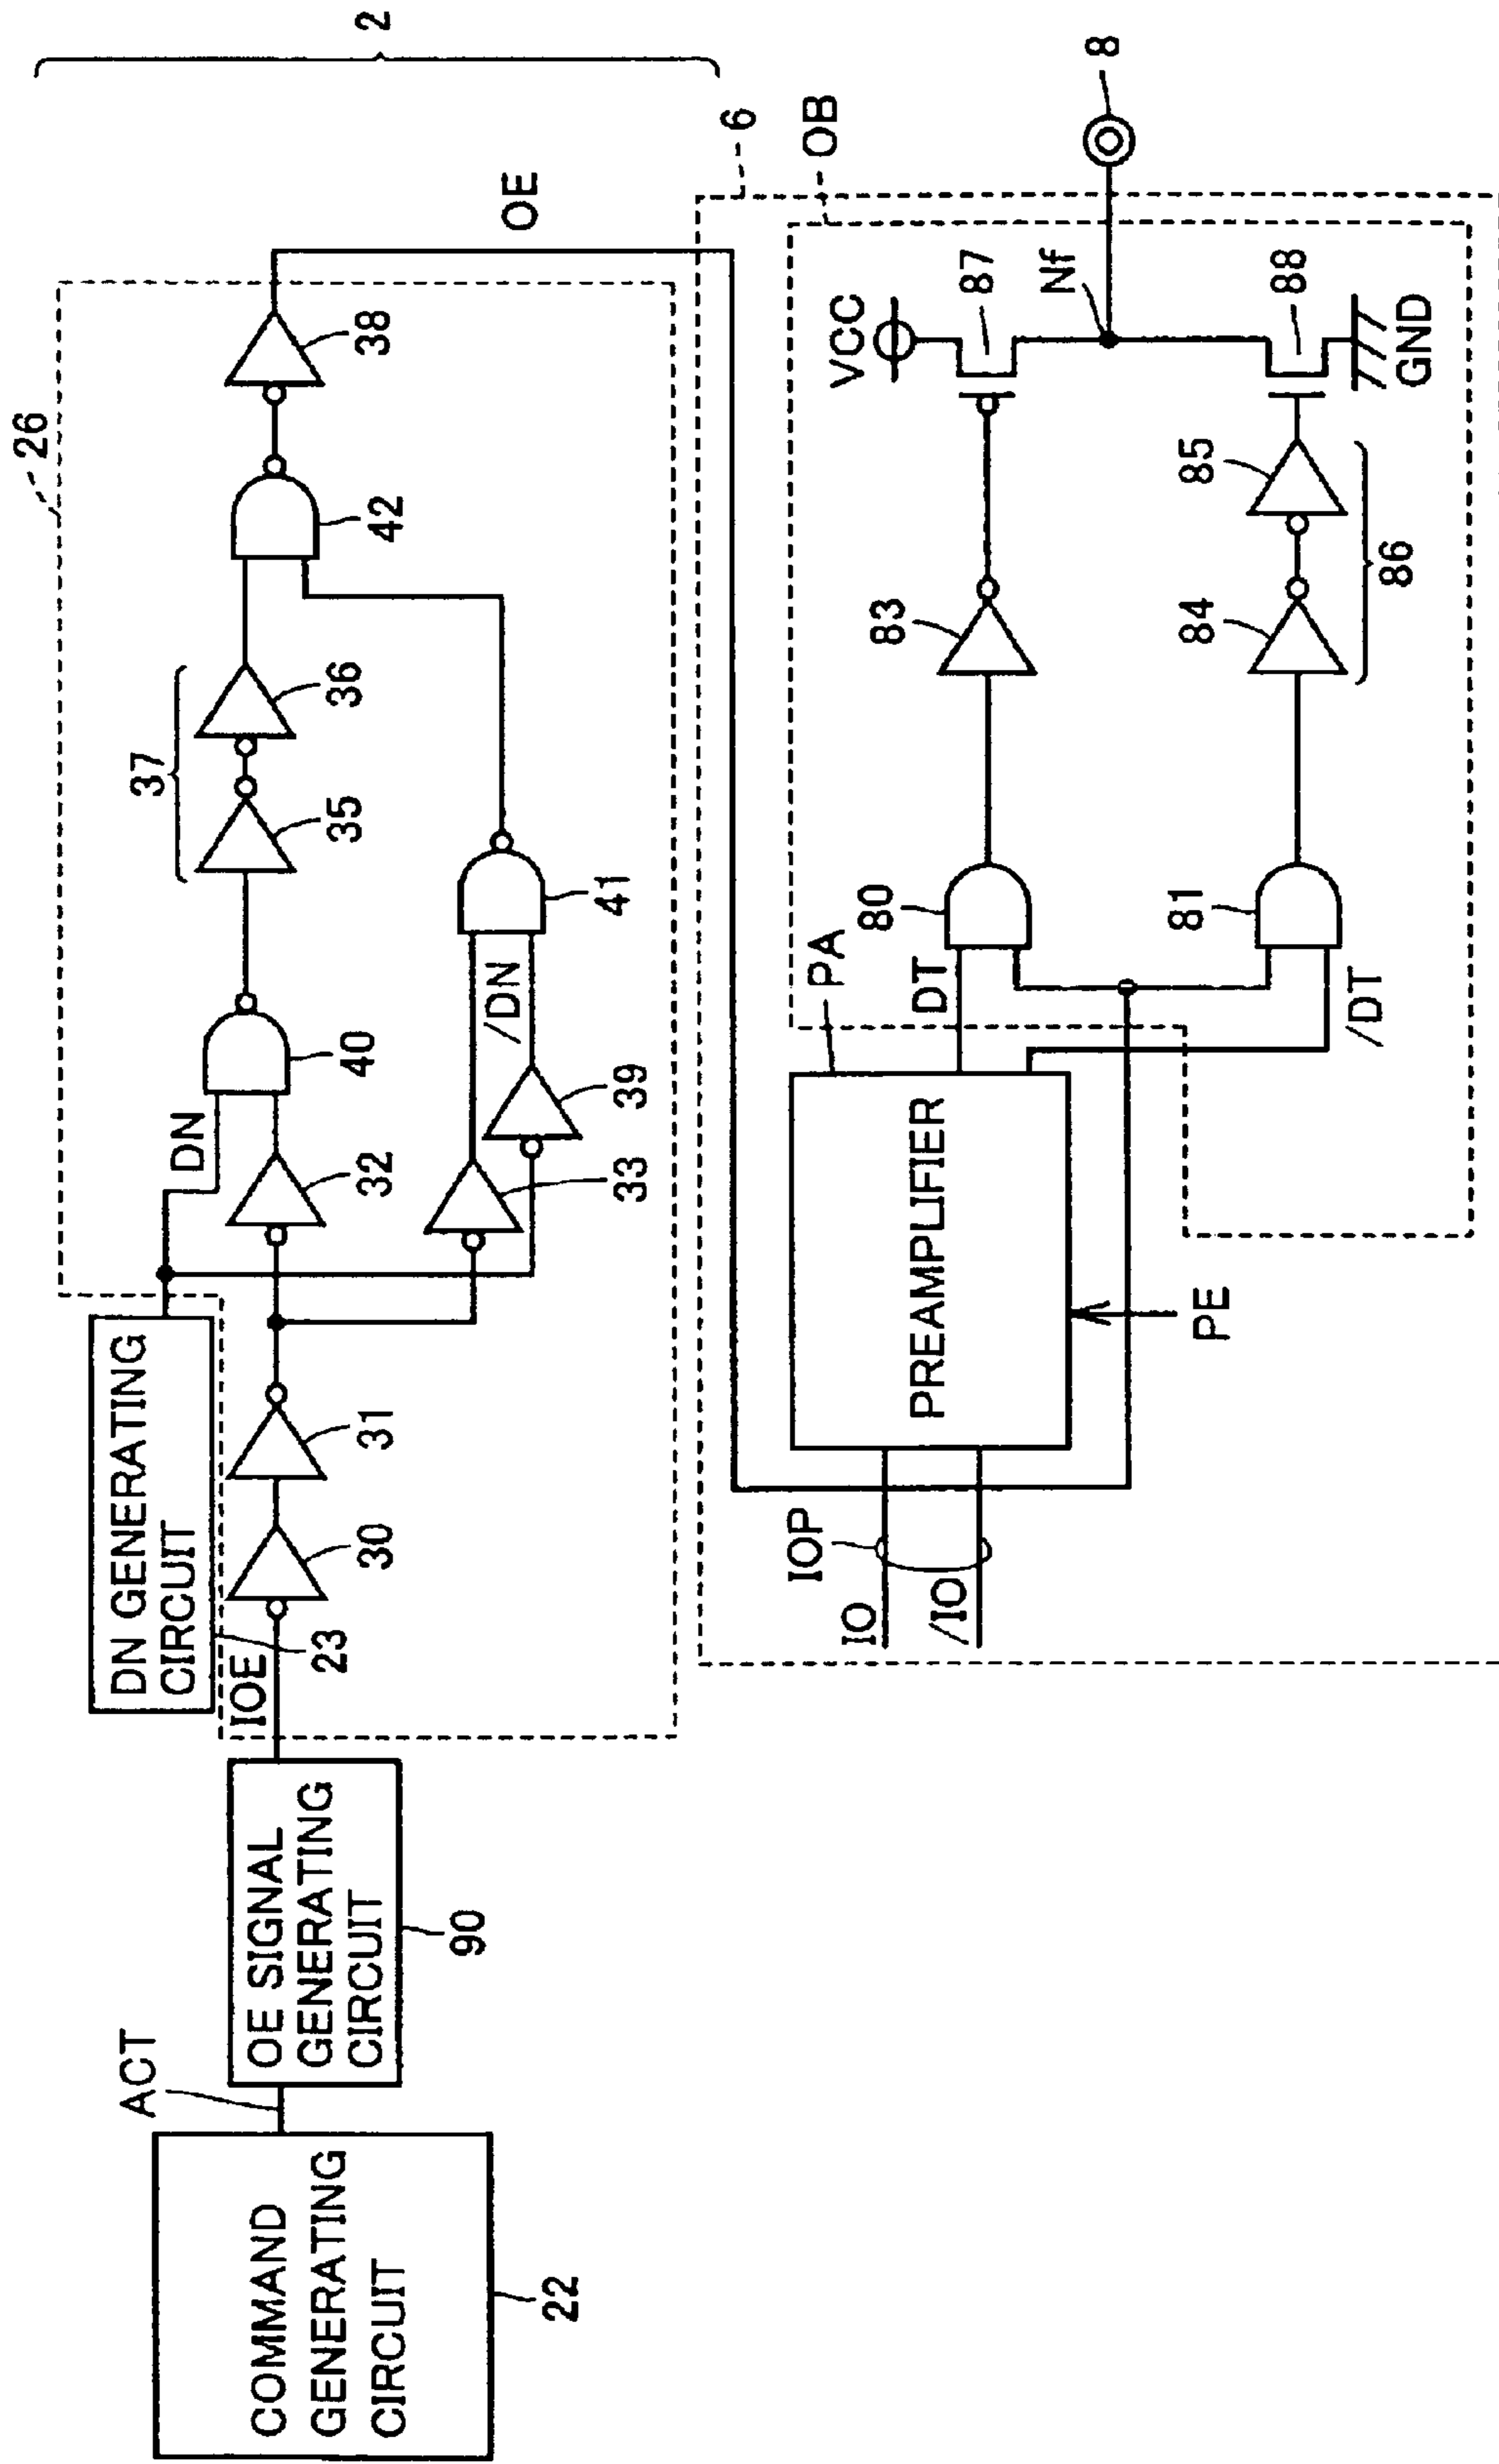 2
26
DN GENERATING
CIRCUIT
23
DN
37
35
36
38
OE
COMMAND
GENERATING
CIRCUIT
22
ACT
OE SIGNAL
GENERATING
CIRCUIT
90
IOE
30
31
32
40
42
33
/DN
39
41
6
OB
IOP
IO
/IO
PREAMPLIFIER
PE
PA
DT
/DT
80
81
83
84
85
86
VCC
87
Nf
8
88
GND